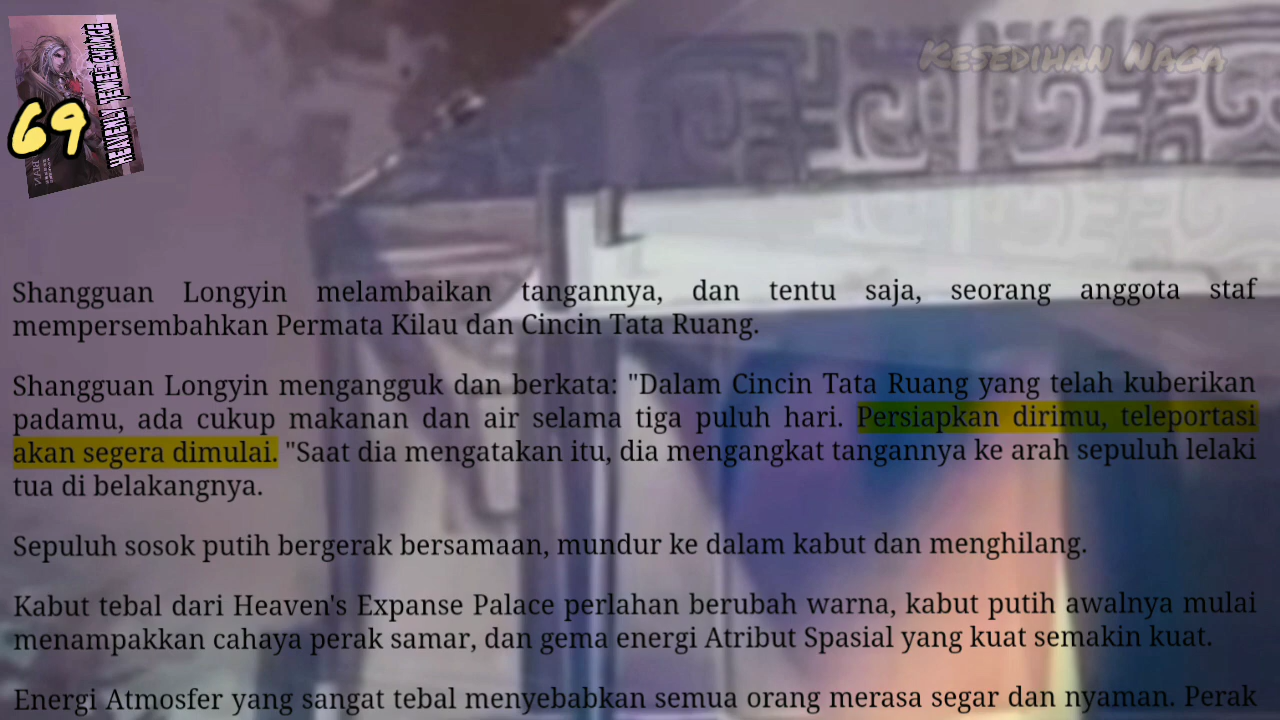 HEAVENLY JEWEL CHANGE
69
Kesedihan Naga
Shangguan Longyin melambaikan tangannya, dan tentu saja, seorang anggota staf
mempersembahkan Permata Kilau dan Cincin Tata Ruang.
Shangguan Longyin mengangguk dan berkata: "Dalam Cincin Tata Ruang yang telah kuberikan
padamu, ada cukup makanan dan air selama tiga puluh hari. Persiapkan dirimu, teleportasi
akan segera dimulai. "Saat dia mengatakan itu, dia mengangkat tangannya ke arah sepuluh lelaki
tua di belakangnya.
Sepuluh sosok putih bergerak bersamaan, mundur ke dalam kabut dan menghilang.
Kabut tebal dari Heaven's Expanse Palace perlahan berubah warna, kabut putih awalnya mulai
menampakkan cahaya perak samar, dan gema energi Atribut Spasial yang kuat semakin kuat.
Energi Atmosfer yang sangat tebal menyebabkan semua orang merasa segar dan nyaman. Perak